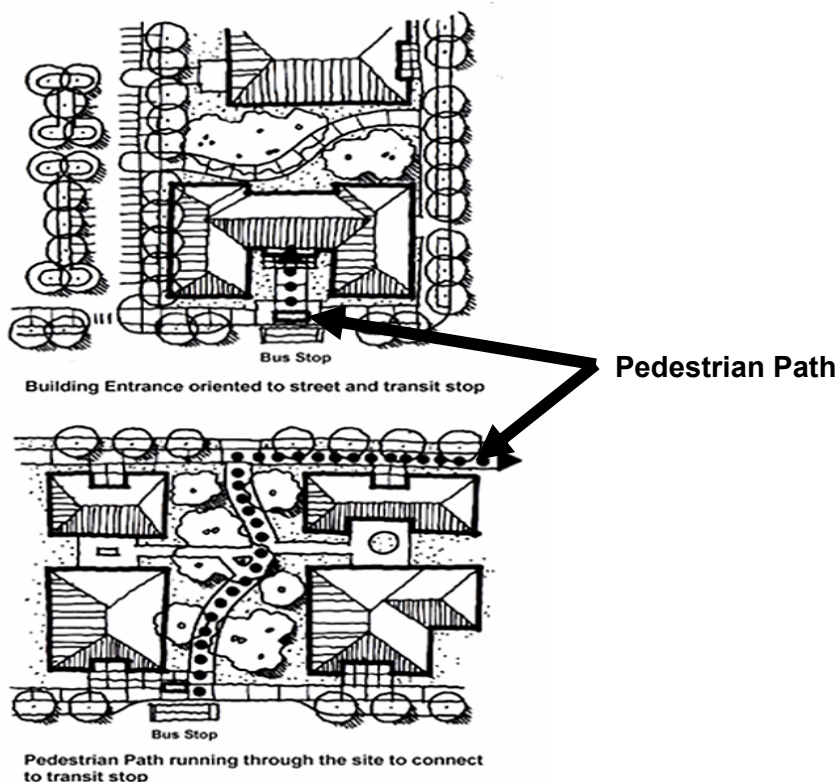 Bus Stop
Building Entrance oriented to street and transit stop
Pedestrian Path
Bus Stop
Pedestrian Path running through the site to connect
to transit stop